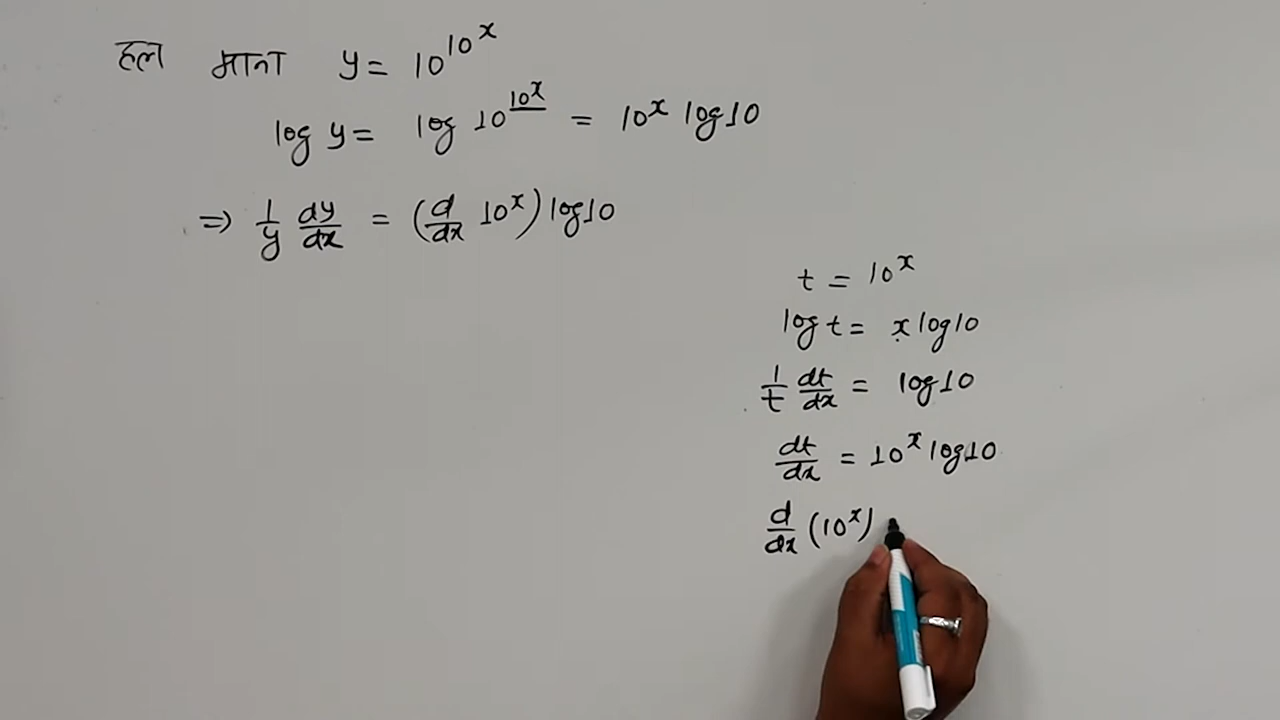 हल माना y = 10^{10^x}
log y = log 10^{10^x} = 10^x log 10
⇒ 1/y dy/dx = (d/dx 10^x) log 10
t = 10^x
log t = x log 10
1/t dt/dx = log 10
dt/dx = 10^x log 10
d/dx (10^x)